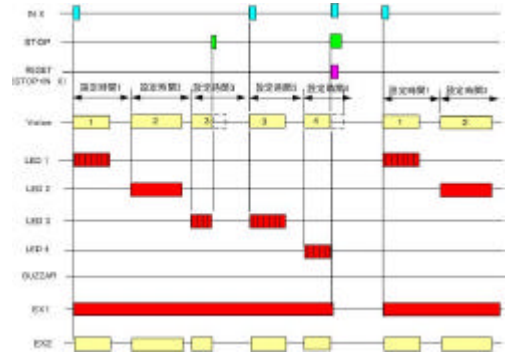 IN X
STOP
RESET
(STOP+IN X)
設定時間1
設定時間2
設定時間3
設定時間3
設定時間4
設定時間1
設定時間2
Voice
1
2
3
3
4
1
2
LED 1
LED 2
LED 3
LED 4
BUZZAR
EX1
EX2